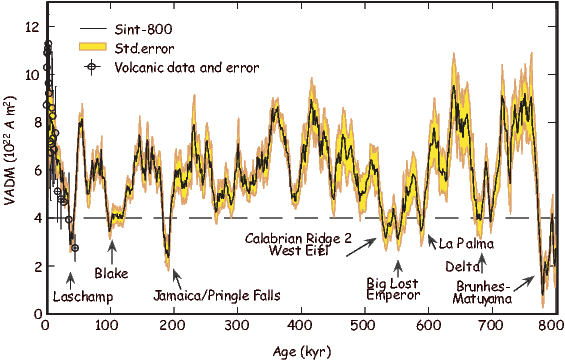 12
10
8
6
4
2
0
VADM (10²² A m²)
Sint-800
Std.error
Volcanic data and error
Laschamp
Blake
Jamaica/Pringle Falls
Calabrian Ridge 2
West Eifel
Big Lost
Emperor
La Palma
Delta
Brunhes-
Matuyama
0 100 200 300 400 500 600 700 800
Age (kyr)